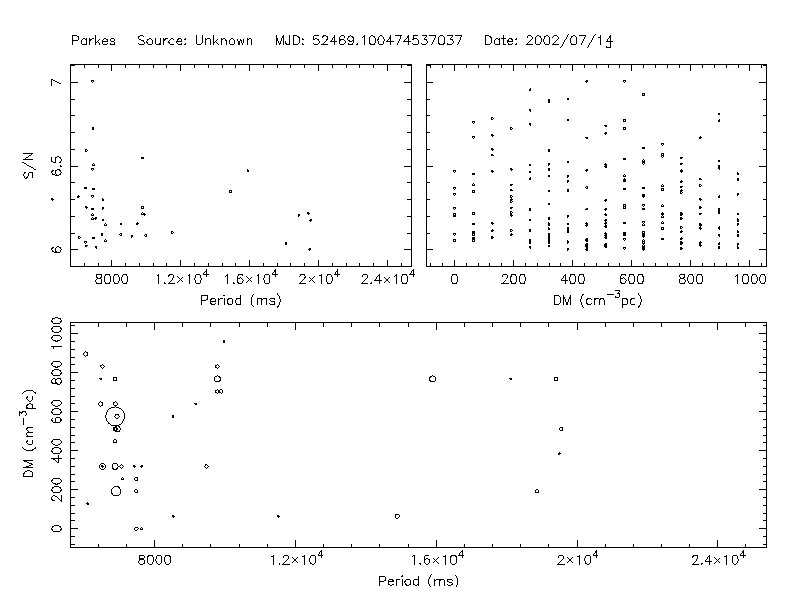 Parkes Source: Unknown MJD: 52469.100474537037 Date: 2002/07/14
7
6.5
6
S/N
8000 1.2×10⁴ 1.6×10⁴ 2×10⁴ 2.4×10⁴
Period (ms)
0 200 400 600 800 1000
DM (cm⁻³pc)
1000
800
600
400
200
0
DM (cm⁻³pc)
8000 1.2×10⁴ 1.6×10⁴ 2×10⁴ 2.4×10⁴
Period (ms)